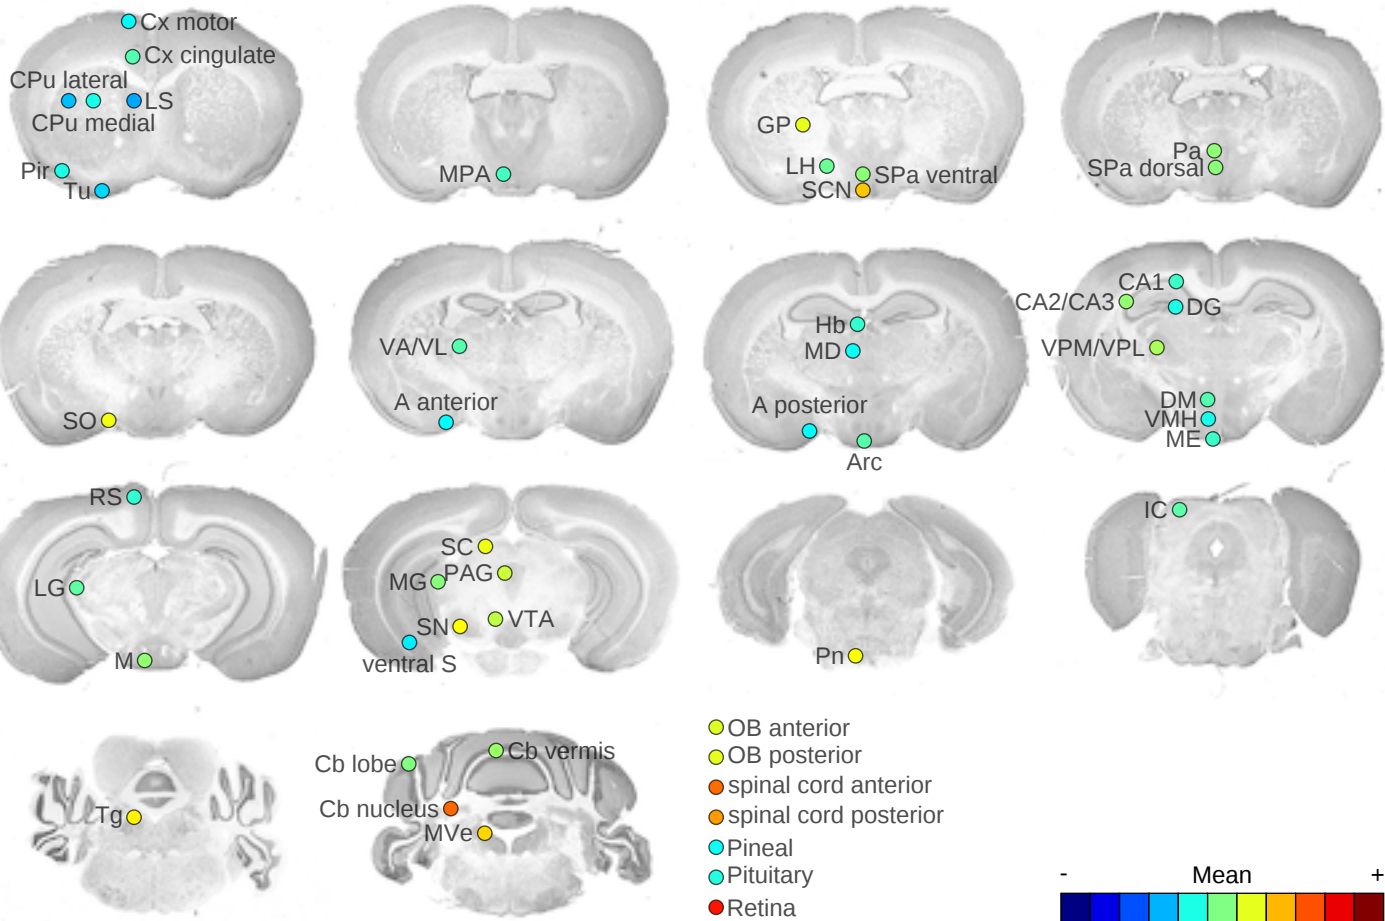 Cx motor
Cx cingulate
CPu lateral
LS
CPu medial
Pir
Tu
MPA
GP
LH
SPa ventral
SCN
Pa
SPa dorsal
SO
VA/VL
A anterior
Hb
MD
A posterior
Arc
CA1
CA2/CA3
DG
VPM/VPL
DM
VMH
ME
RS
LG
M
SC
MG
PAG
SN
VTA
ventral S
Pn
IC
Tg
Cb lobe
Cb vermis
Cb nucleus
MVe
OB anterior
OB posterior
spinal cord anterior
spinal cord posterior
Pineal
Pituitary
Retina
- Mean +